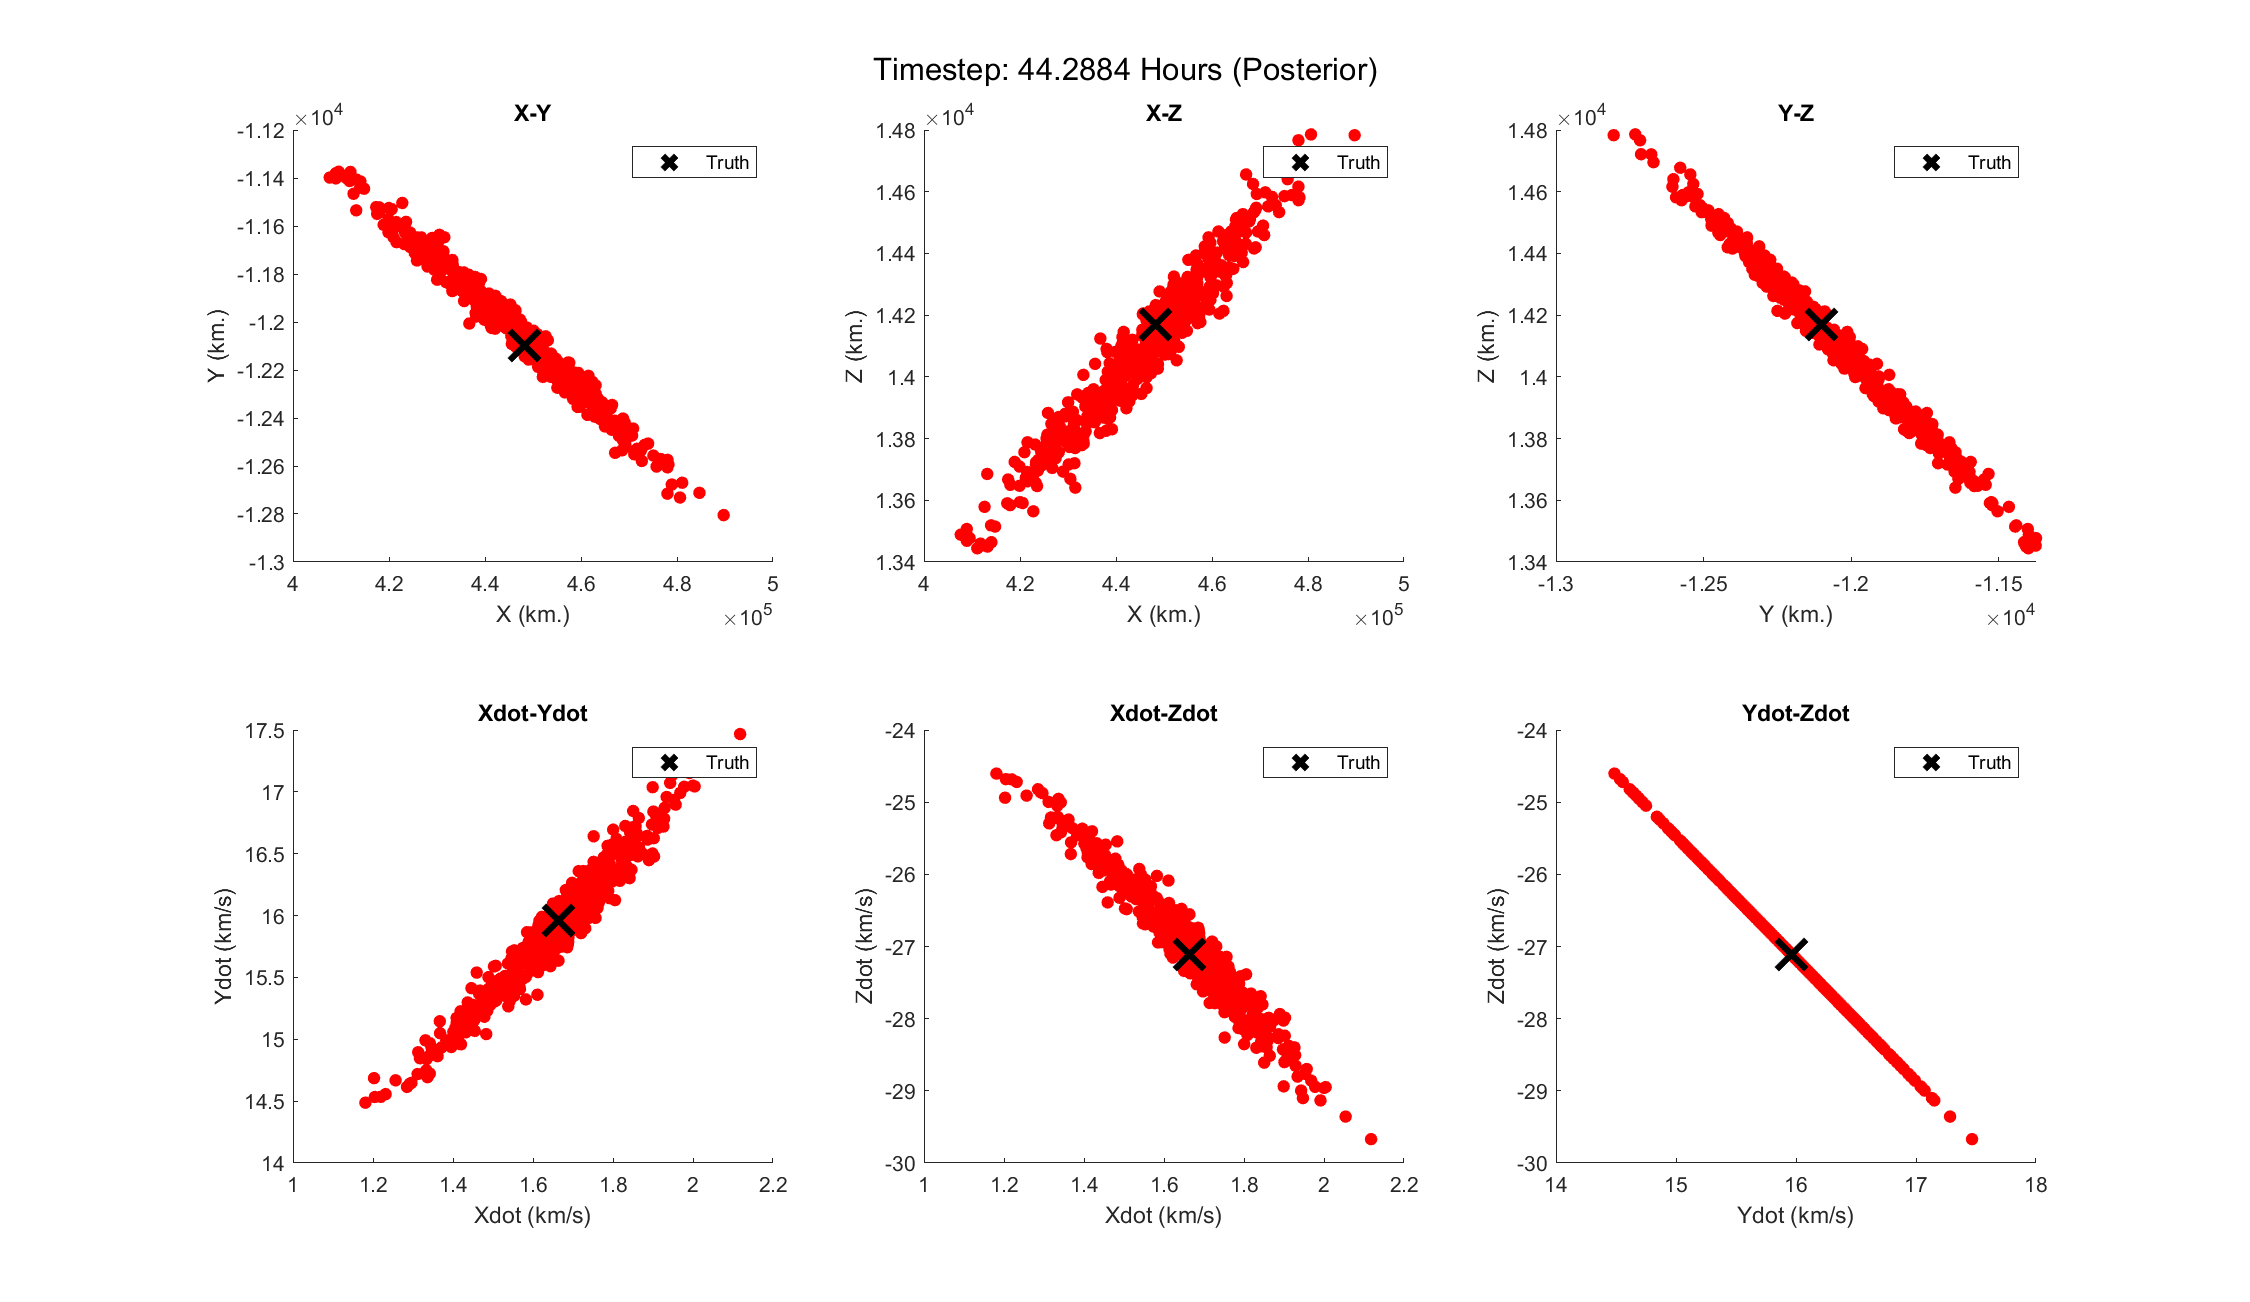 Timestep: 44.2884 Hours (Posterior)
X-Y
×10^4
-1.12
-1.14
-1.16
-1.18
-1.2
-1.22
-1.24
-1.26
-1.28
-1.3
Y (km.)
Truth
4 4.2 4.4 4.6 4.8 5
X (km.)
×10^5
X-Z
×10^4
1.48
1.46
1.44
1.42
1.4
1.38
1.36
1.34
Z (km.)
Truth
4 4.2 4.4 4.6 4.8 5
X (km.)
×10^5
Y-Z
×10^4
1.48
1.46
1.44
1.42
1.4
1.38
1.36
1.34
Z (km.)
Truth
-1.3 -1.25 -1.2 -1.15
Y (km.)
×10^4
Xdot-Ydot
17.5
17
16.5
16
15.5
15
14.5
14
Ydot (km/s)
Truth
1 1.2 1.4 1.6 1.8 2 2.2
Xdot (km/s)
Xdot-Zdot
-24
-25
-26
-27
-28
-29
-30
Zdot (km/s)
Truth
1 1.2 1.4 1.6 1.8 2 2.2
Xdot (km/s)
Ydot-Zdot
-24
-25
-26
-27
-28
-29
-30
Zdot (km/s)
Truth
14 15 16 17 18
Ydot (km/s)